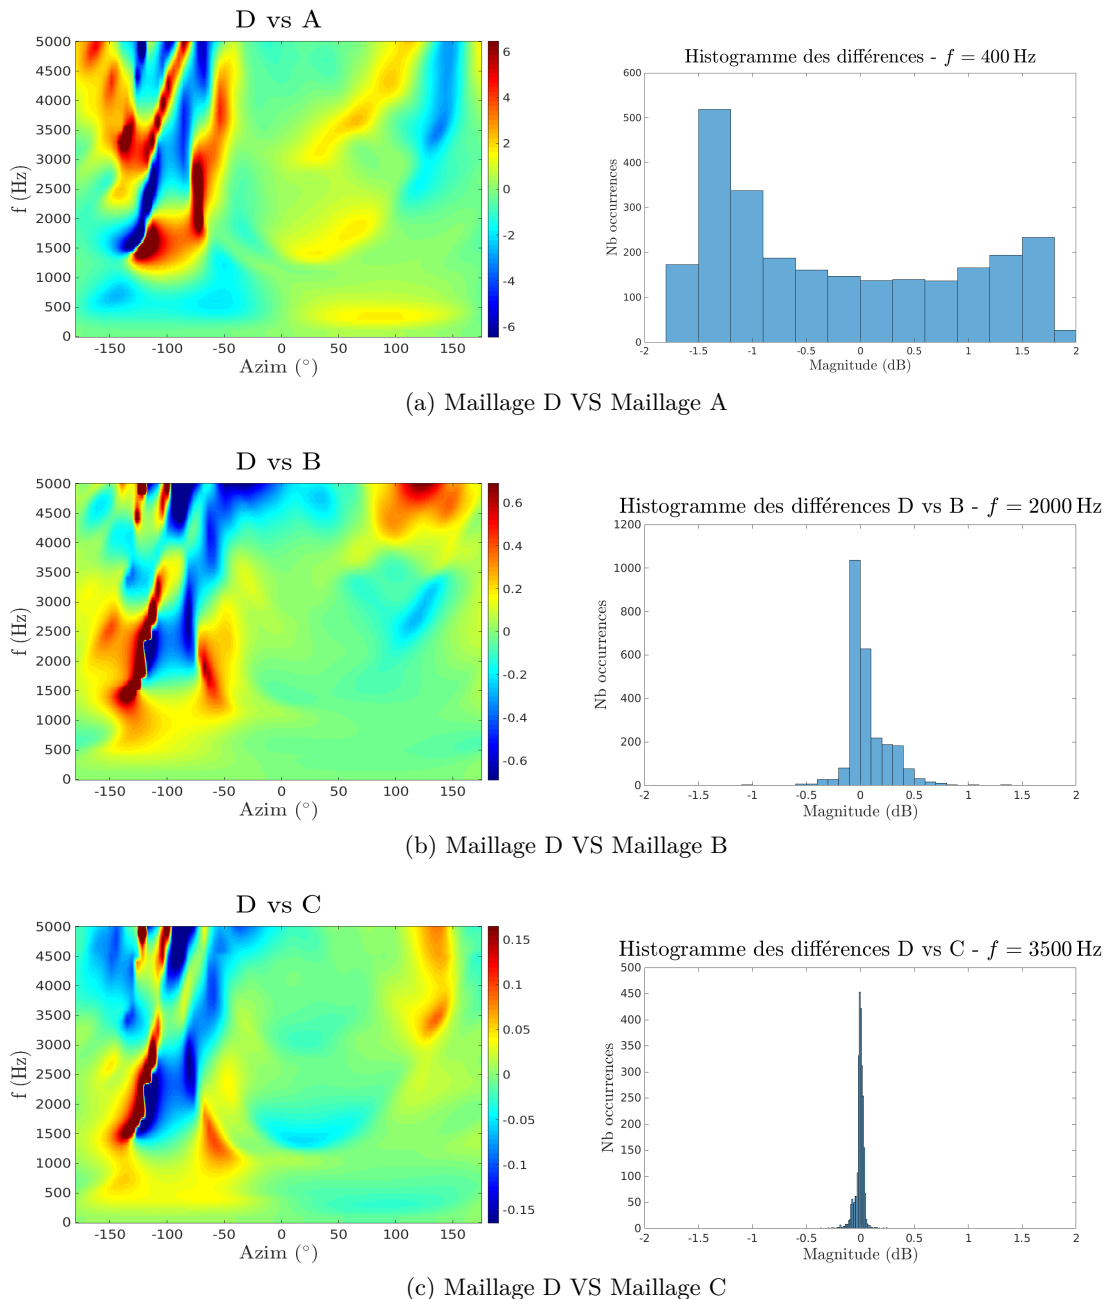 D vs A
5000
4500
4000
3500
3000
2500
2000
1500
1000
500
0
f (Hz)
-150 -100 -50 0 50 100 150
Azim (°)
6
4
2
0
-2
-4
-6
Histogramme des différences - f = 400 Hz
600
500
400
300
200
100
0
Nb occurrences
-2 -1.5 -1 -0.5 0 0.5 1 1.5 2
Magnitude (dB)
(a) Maillage D VS Maillage A
D vs B
5000
4500
4000
3500
3000
2500
2000
1500
1000
500
0
f (Hz)
-150 -100 -50 0 50 100 150
Azim (°)
0.6
0.4
0.2
0
-0.2
-0.4
-0.6
Histogramme des différences D vs B - f = 2000 Hz
1200
1000
800
600
400
200
0
Nb occurrences
-2 -1.5 -1 -0.5 0 0.5 1 1.5 2
Magnitude (dB)
(b) Maillage D VS Maillage B
D vs C
5000
4500
4000
3500
3000
2500
2000
1500
1000
500
0
f (Hz)
-150 -100 -50 0 50 100 150
Azim (°)
0.15
0.1
0.05
0
-0.05
-0.1
-0.15
Histogramme des différences D vs C - f = 3500 Hz
500
450
400
350
300
250
200
150
100
50
0
Nb occurrences
-2 -1.5 -1 -0.5 0 0.5 1 1.5 2
Magnitude (dB)
(c) Maillage D VS Maillage C